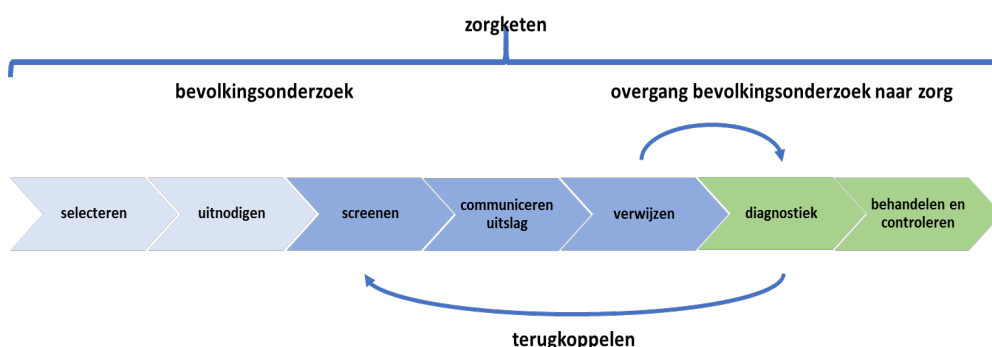 zorgketen
bevolkingsonderzoek
overgang bevolkingsonderzoek naar zorg
selecteren
uitnodigen
screenen
communiceren
uitslag
verwijzen
diagnostiek
behandelen en
controleren
terugkoppelen